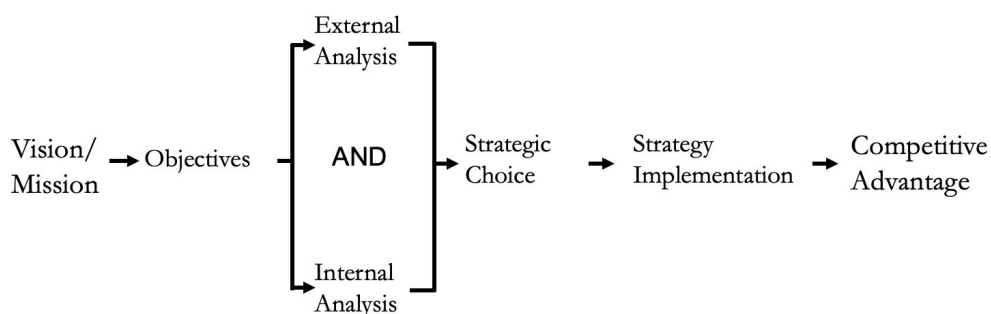 Vision/
Mission
Objectives
External
Analysis
AND
Internal
Analysis
Strategic
Choice
Strategy
Implementation
Competitive
Advantage